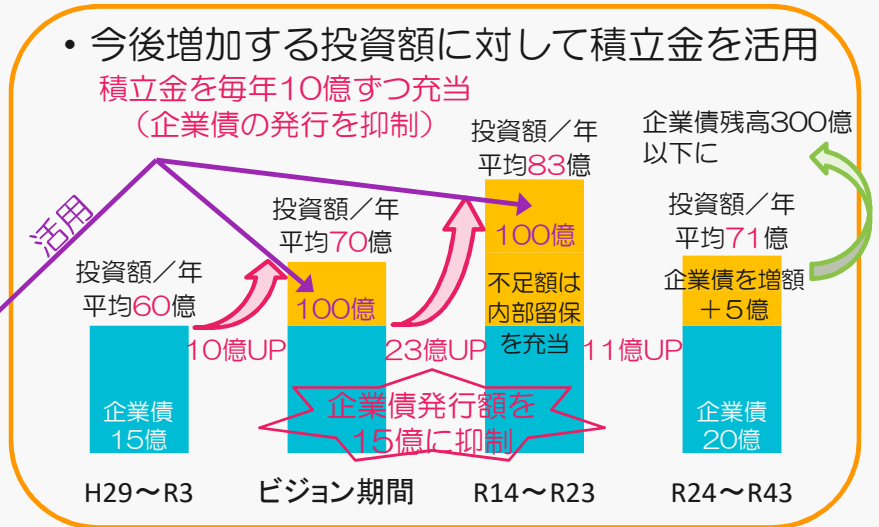 ・今後増加する投資額に対して積立金を活用
積立金を毎年10億ずつ充当
（企業債の発行を抑制）
活用
投資額／年
平均60億
企業債
15億
H29～R3
10億UP
投資額／年
平均70億
100億
ビジョン期間
23億UP
企業債発行額を
15億に抑制
投資額／年
平均83億
100億
不足額は
内部留保
を充当
R14～R23
11億UP
企業債残高300億
以下に
投資額／年
平均71億
企業債を増額
＋5億
企業債
20億
R24～R43